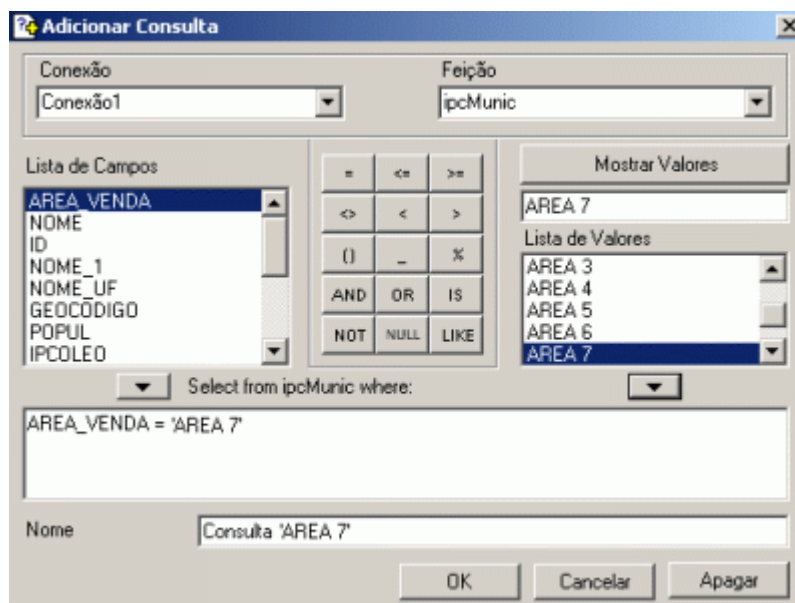 Adicionar Consulta
Conexão Feição
Conexão1 ipcMunic
Lista de Campos
AREA_VENDA
NOME
ID
NOME_1
NOME_UF
GEOCÓDIGO
POPUL
IPCOLEO
= <= >=
<> < >
() _ %
AND OR IS
NOT NULL LIKE
Mostrar Valores
AREA 7
Lista de Valores
AREA 3
AREA 4
AREA 5
AREA 6
AREA 7
Select from ipcMunic where:
AREA_VENDA = 'AREA 7'
Nome Consulta 'AREA 7'
OK Cancelar Apagar